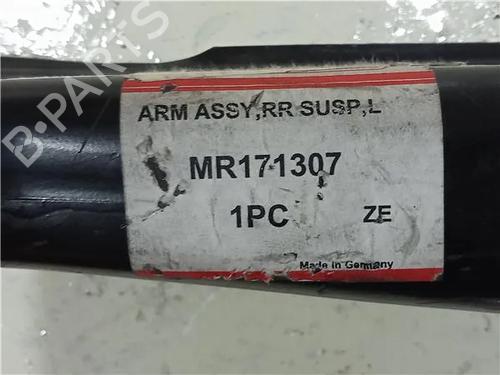 ARM ASSY,RR SUSP,L
MR171307
1PC ZE
Made in Germany
B-PARTS